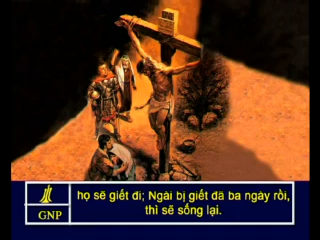 họ sẽ giết đi; Ngài bị giết đã ba ngày rồi,
thì sẽ sống lại.
GNP